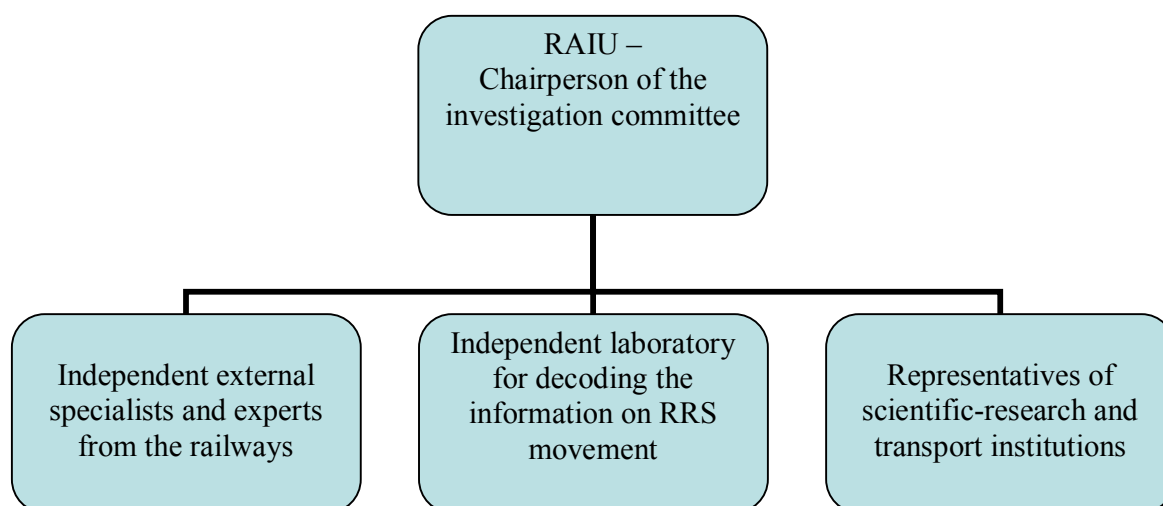 RAIU –
Chairperson of the
investigation committee
Independent external
specialists and experts
from the railways
Independent laboratory
for decoding the
information on RRS
movement
Representatives of
scientific-research and
transport institutions